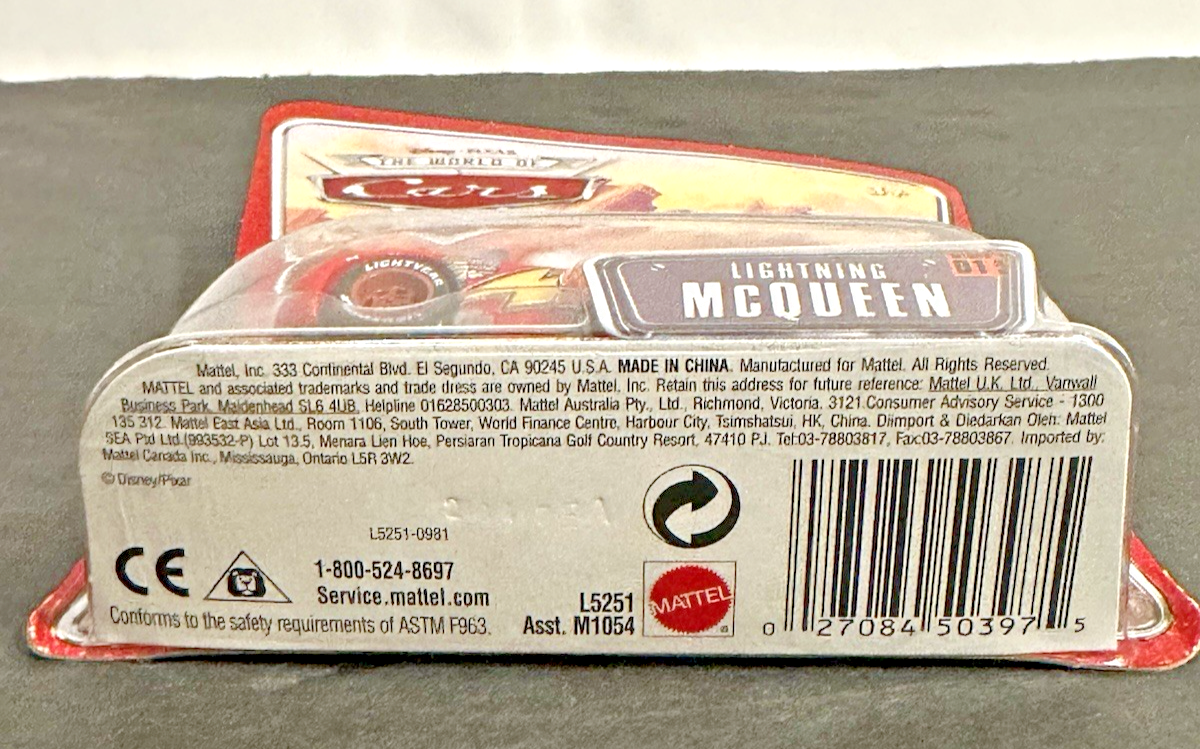 Disney · PIXAR
THE WORLD OF
Cars
LIGHTYEAR
LIGHTNING
MCQUEEN
01
Mattel, Inc. 333 Continental Blvd. El Segundo, CA 90245 U.S.A. MADE IN CHINA. Manufactured for Mattel. All Rights Reserved.
MATTEL and associated trademarks and trade dress are owned by Mattel, Inc. Retain this address for future reference: Mattel U.K. Ltd., Vanwall
Business Park, Maidenhead SL6 4UB. Helpline 01628500303. Mattel Australia Pty., Ltd., Richmond, Victoria. 3121.Consumer Advisory Service - 1300
135 312. Mattel East Asia Ltd., Room 1106, South Tower, World Finance Centre, Harbour City, Tsimshatsui, HK, China. Diimport & Diedarkan Oleh: Mattel
SEA Ptd Ltd.(993532-P) Lot 13.5, Menara Lien Hoe, Persiaran Tropicana Golf Country Resort, 47410 PJ. Tel:03-78803817, Fax:03-78803867. Imported by:
Mattel Canada Inc., Mississauga, Ontario L5R 3W2.
© Disney/Pixar
L5251-0981
CE
1-800-524-8697
Service.mattel.com
Conforms to the safety requirements of ASTM F963.
L5251
Asst. M1054
MATTEL
0 27084 50397 5